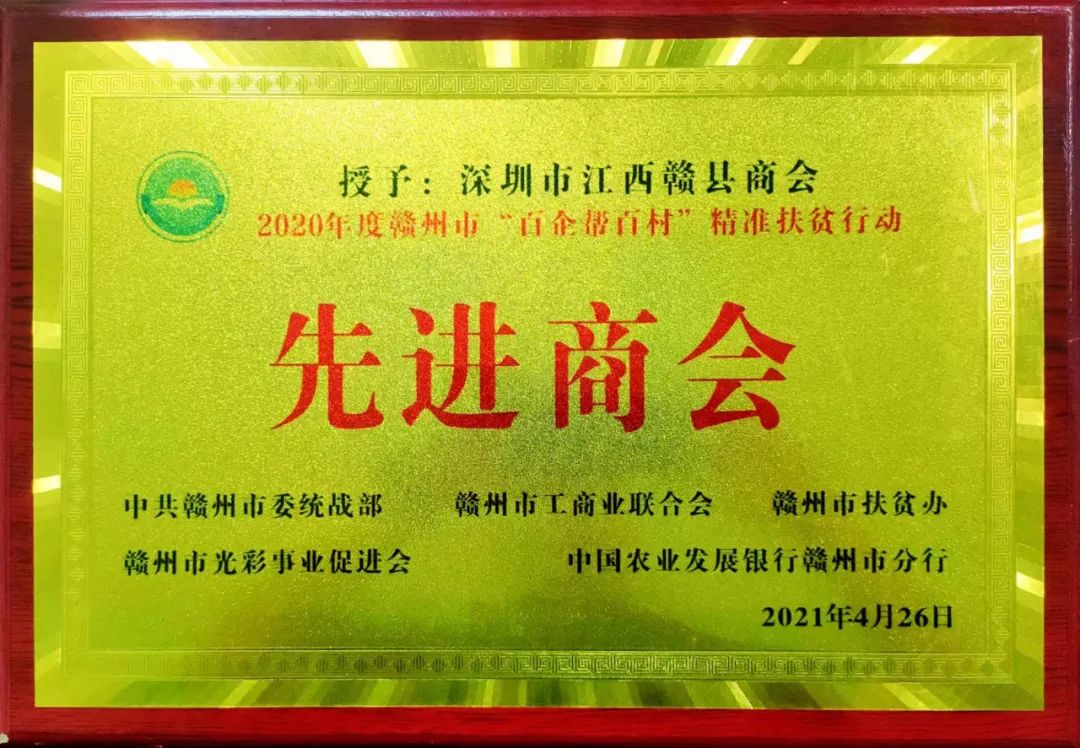 授予：深圳市江西赣县商会
2020年度赣州市“百企帮百村”精准扶贫行动
先进商会
中共赣州市委统战部 赣州市工商业联合会 赣州市扶贫办
赣州市光彩事业促进会 中国农业发展银行赣州市分行
2021年4月26日